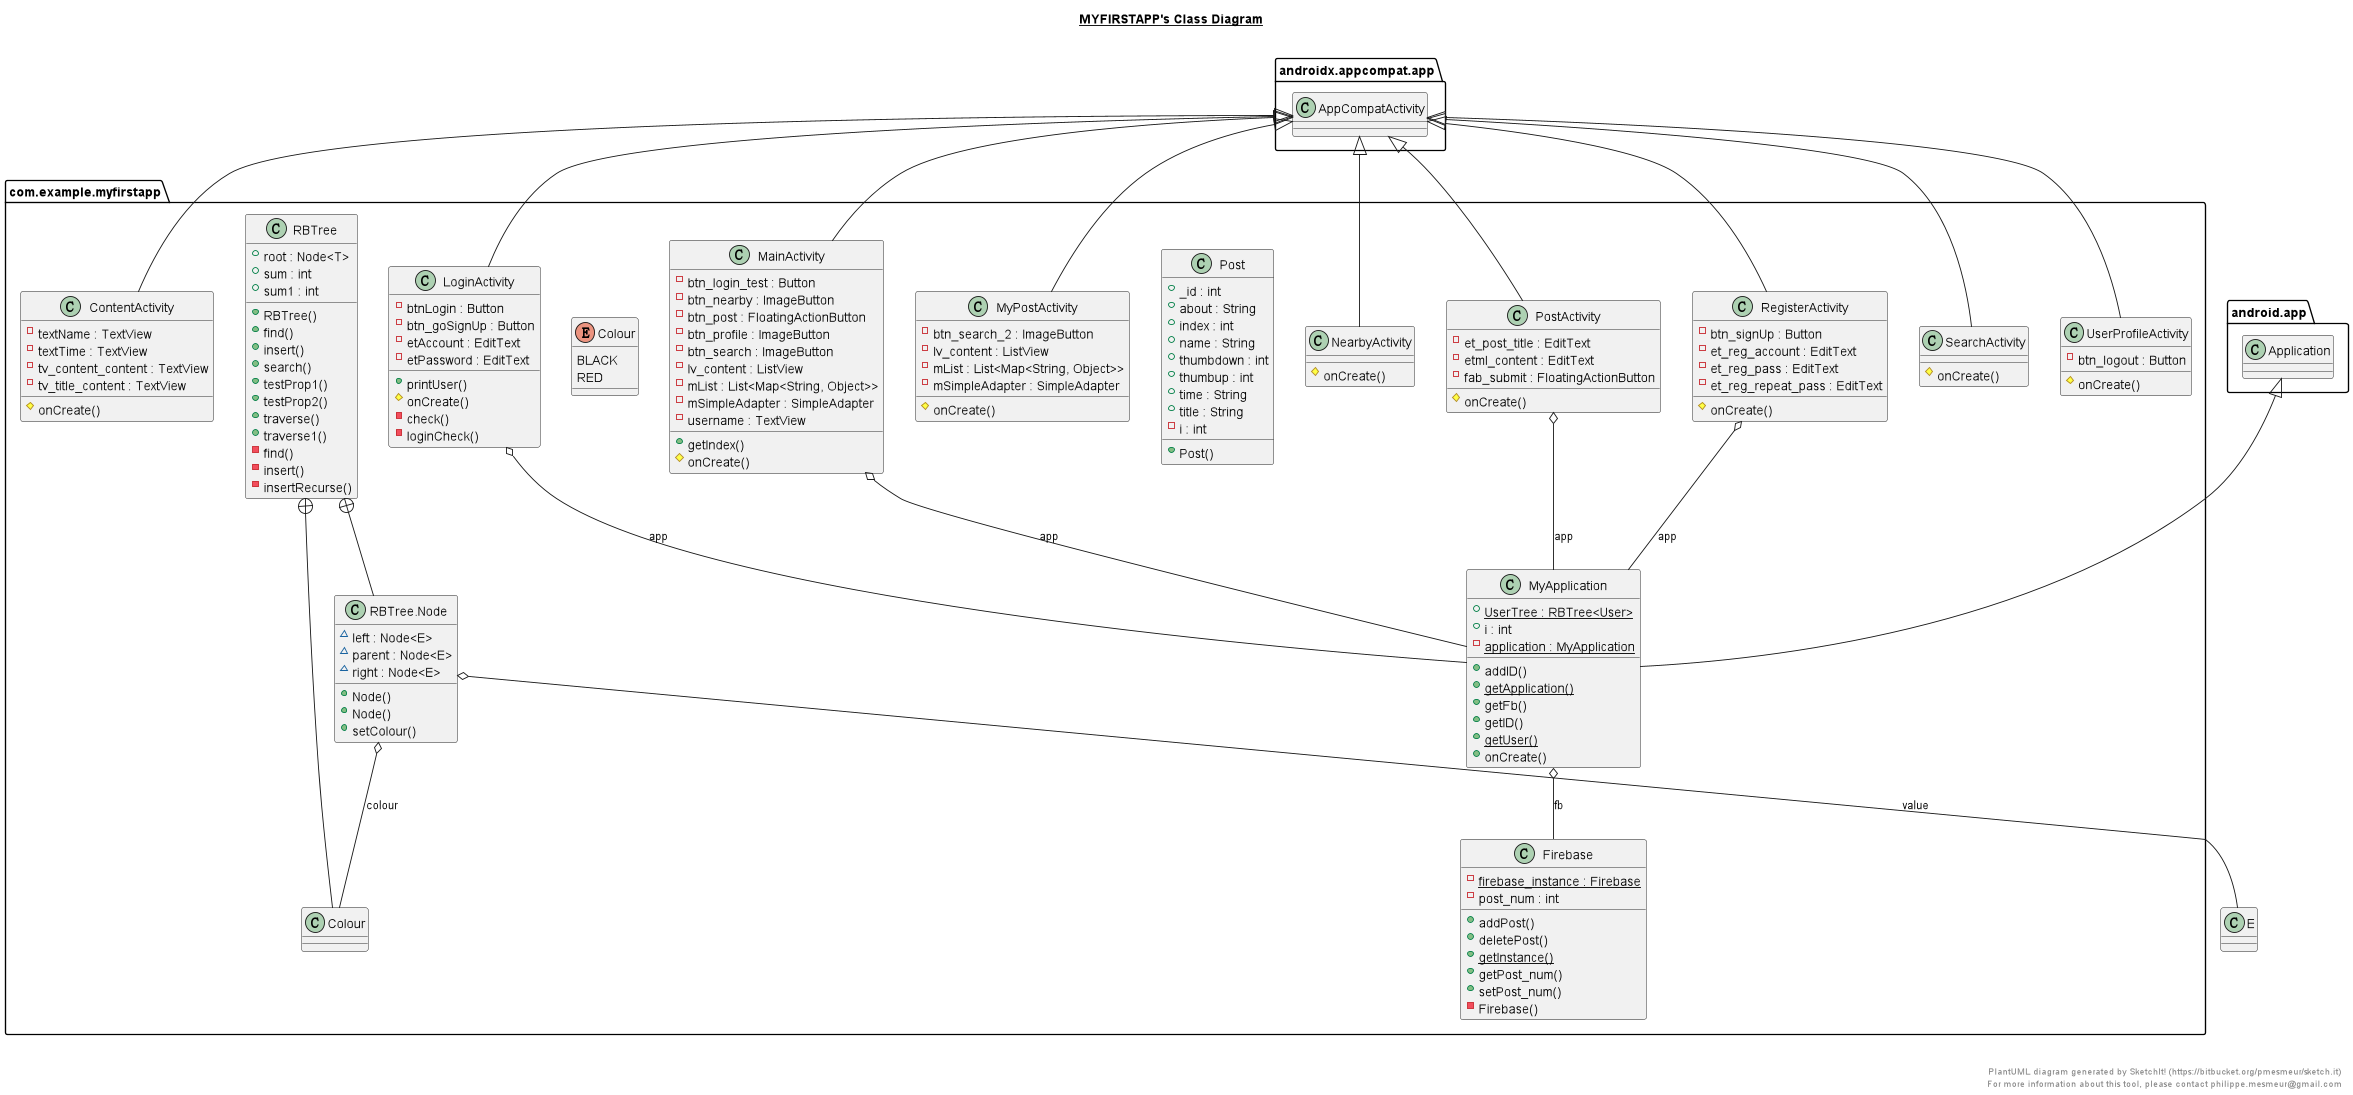 MYFIRSTAPP's Class Diagram
androidx.appcompat.app
C AppCompatActivity
com.example.myfirstapp
C RBTree
root : Node<T>
sum : int
sum1 : int
RBTree()
find()
insert()
search()
testProp1()
testProp2()
traverse()
traverse1()
find()
insert()
insertRecurse()
C ContentActivity
textName : TextView
textTime : TextView
tv_content_content : TextView
tv_title_content : TextView
onCreate()
C LoginActivity
btnLogin : Button
btn_goSignUp : Button
etAccount : EditText
etPassword : EditText
printUser()
onCreate()
check()
loginCheck()
E Colour
BLACK
RED
C MainActivity
btn_login_test : Button
btn_nearby : ImageButton
btn_post : FloatingActionButton
btn_profile : ImageButton
btn_search : ImageButton
lv_content : ListView
mList : List<Map<String, Object>>
mSimpleAdapter : SimpleAdapter
username : TextView
getIndex()
onCreate()
C MyPostActivity
btn_search_2 : ImageButton
lv_content : ListView
mList : List<Map<String, Object>>
mSimpleAdapter : SimpleAdapter
onCreate()
C Post
_id : int
about : String
index : int
name : String
thumbdown : int
thumbup : int
time : String
title : String
i : int
Post()
C NearbyActivity
onCreate()
C PostActivity
et_post_title : EditText
etml_content : EditText
fab_submit : FloatingActionButton
onCreate()
C RegisterActivity
btn_signUp : Button
et_reg_account : EditText
et_reg_pass : EditText
et_reg_repeat_pass : EditText
onCreate()
C SearchActivity
onCreate()
C UserProfileActivity
btn_logout : Button
onCreate()
android.app
C Application
app
app
app
app
C RBTree.Node
left : Node<E>
parent : Node<E>
right : Node<E>
Node()
Node()
setColour()
C MyApplication
UserTree : RBTree<User>
i : int
application : MyApplication
addID()
getApplication()
getFb()
getID()
getUser()
onCreate()
colour
fb
value
C Colour
C Firebase
firebase_instance : Firebase
post_num : int
addPost()
deletePost()
getInstance()
getPost_num()
setPost_num()
Firebase()
C E
PlantUML diagram generated by SketchIt! (https://bitbucket.org/pmesmeur/sketch.it)
For more information about this tool, please contact philippe.mesmeur@gmail.com